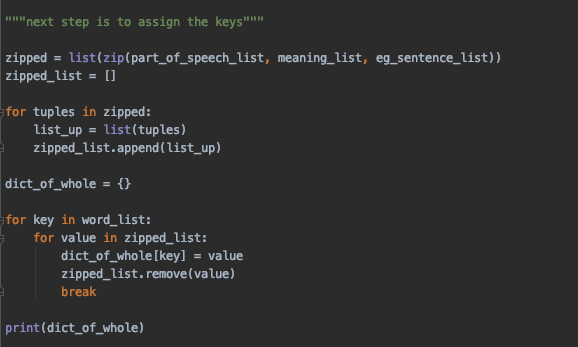 """next step is to assign the keys"""
zipped = list(zip(part_of_speech_list, meaning_list, eg_sentence_list))
zipped_list = []
for tuples in zipped:
    list_up = list(tuples)
    zipped_list.append(list_up)
dict_of_whole = {}
for key in word_list:
    for value in zipped_list:
        dict_of_whole[key] = value
        zipped_list.remove(value)
        break
print(dict_of_whole)